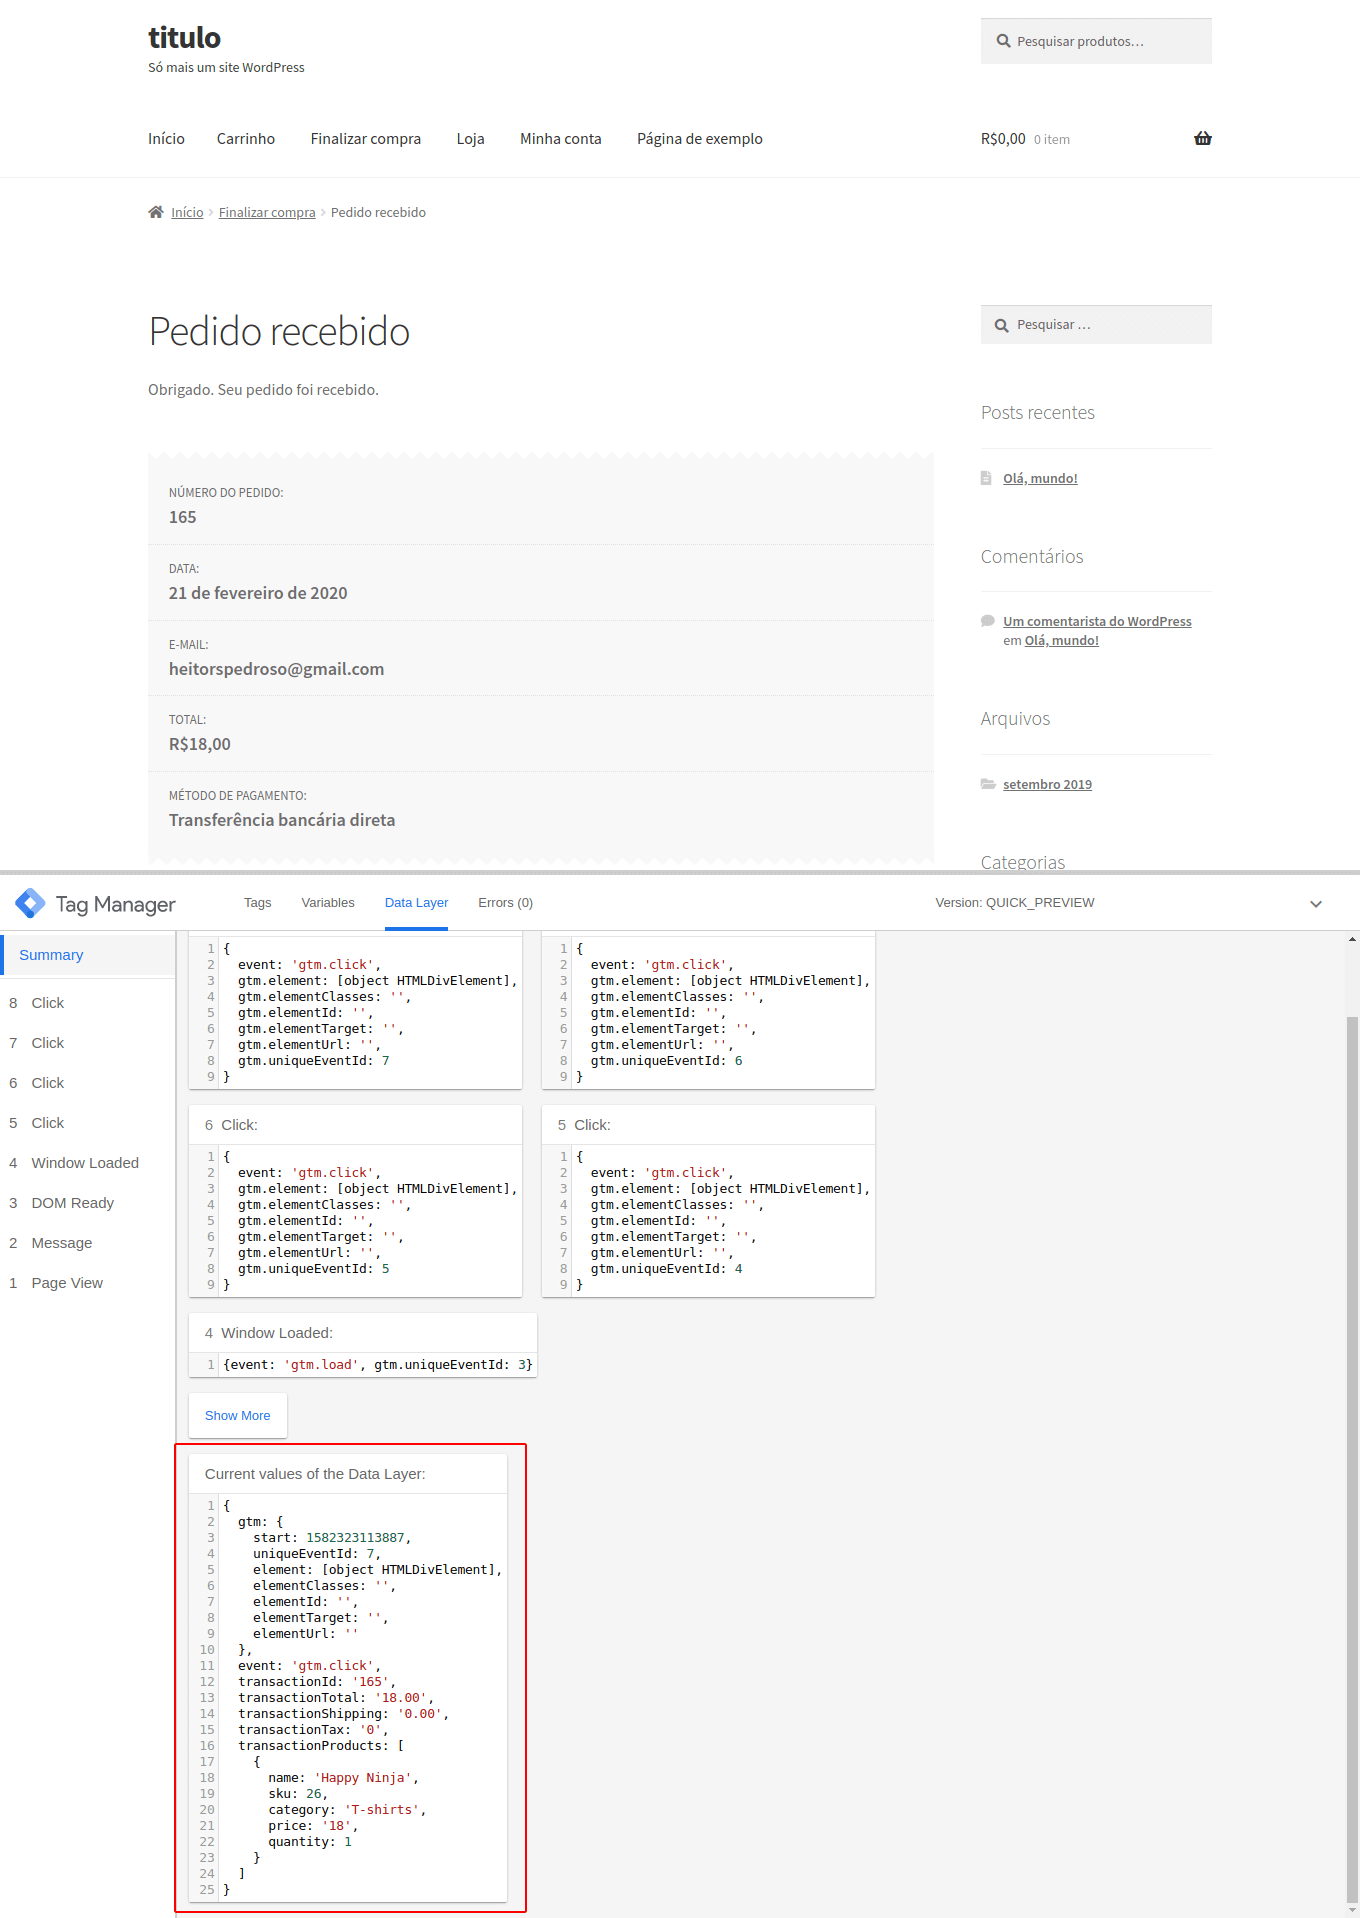 titulo
Só mais um site WordPress
Pesquisar produtos…
Início Carrinho Finalizar compra Loja Minha conta Página de exemplo
R$0,00 0 item
Início Finalizar compra Pedido recebido
Pedido recebido
Obrigado. Seu pedido foi recebido.
NÚMERO DO PEDIDO:
165
DATA:
21 de fevereiro de 2020
E-MAIL:
heitorspedroso@gmail.com
TOTAL:
R$18,00
MÉTODO DE PAGAMENTO:
Transferência bancária direta
Pesquisar …
Posts recentes
Olá, mundo!
Comentários
Um comentarista do WordPress
em Olá, mundo!
Arquivos
setembro 2019
Categorias
Tag Manager
Tags Variables Data Layer Errors (0)
Version: QUICK_PREVIEW
Summary
8 Click
7 Click
6 Click
5 Click
4 Window Loaded
3 DOM Ready
2 Message
1 Page View
1 {
2 event: 'gtm.click',
3 gtm.element: [object HTMLDivElement],
4 gtm.elementClasses: '',
5 gtm.elementId: '',
6 gtm.elementTarget: '',
7 gtm.elementUrl: '',
8 gtm.uniqueEventId: 7
9 }
1 {
2 event: 'gtm.click',
3 gtm.element: [object HTMLDivElement],
4 gtm.elementClasses: '',
5 gtm.elementId: '',
6 gtm.elementTarget: '',
7 gtm.elementUrl: '',
8 gtm.uniqueEventId: 6
9 }
6 Click:
1 {
2 event: 'gtm.click',
3 gtm.element: [object HTMLDivElement],
4 gtm.elementClasses: '',
5 gtm.elementId: '',
6 gtm.elementTarget: '',
7 gtm.elementUrl: '',
8 gtm.uniqueEventId: 5
9 }
5 Click:
1 {
2 event: 'gtm.click',
3 gtm.element: [object HTMLDivElement],
4 gtm.elementClasses: '',
5 gtm.elementId: '',
6 gtm.elementTarget: '',
7 gtm.elementUrl: '',
8 gtm.uniqueEventId: 4
9 }
4 Window Loaded:
1 {event: 'gtm.load', gtm.uniqueEventId: 3}
Show More
Current values of the Data Layer:
1 {
2 gtm: {
3 start: 1582323113887,
4 uniqueEventId: 7,
5 element: [object HTMLDivElement],
6 elementClasses: '',
7 elementId: '',
8 elementTarget: '',
9 elementUrl: ''
10 },
11 event: 'gtm.click',
12 transactionId: '165',
13 transactionTotal: '18.00',
14 transactionShipping: '0.00',
15 transactionTax: '0',
16 transactionProducts: [
17 {
18 name: 'Happy Ninja',
19 sku: 26,
20 category: 'T-shirts',
21 price: '18',
22 quantity: 1
23 }
24 ]
25 }